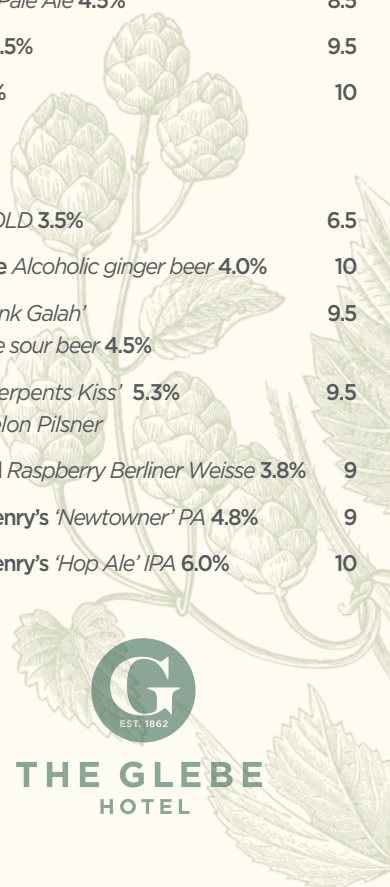 Pale Ale 4.5% 8.5
.5% 9.5
% 10
OLD 3.5% 6.5
e Alcoholic ginger beer 4.0% 10
nk Galah’ 9.5
e sour beer 4.5%
erpents Kiss’ 5.3% 9.5
elon Pilsner
l Raspberry Berliner Weisse 3.8% 9
enry’s ‘Newtowner’ PA 4.8% 9
enry’s ‘Hop Ale’ IPA 6.0% 10
G
EST. 1862
THE GLEBE
HOTEL